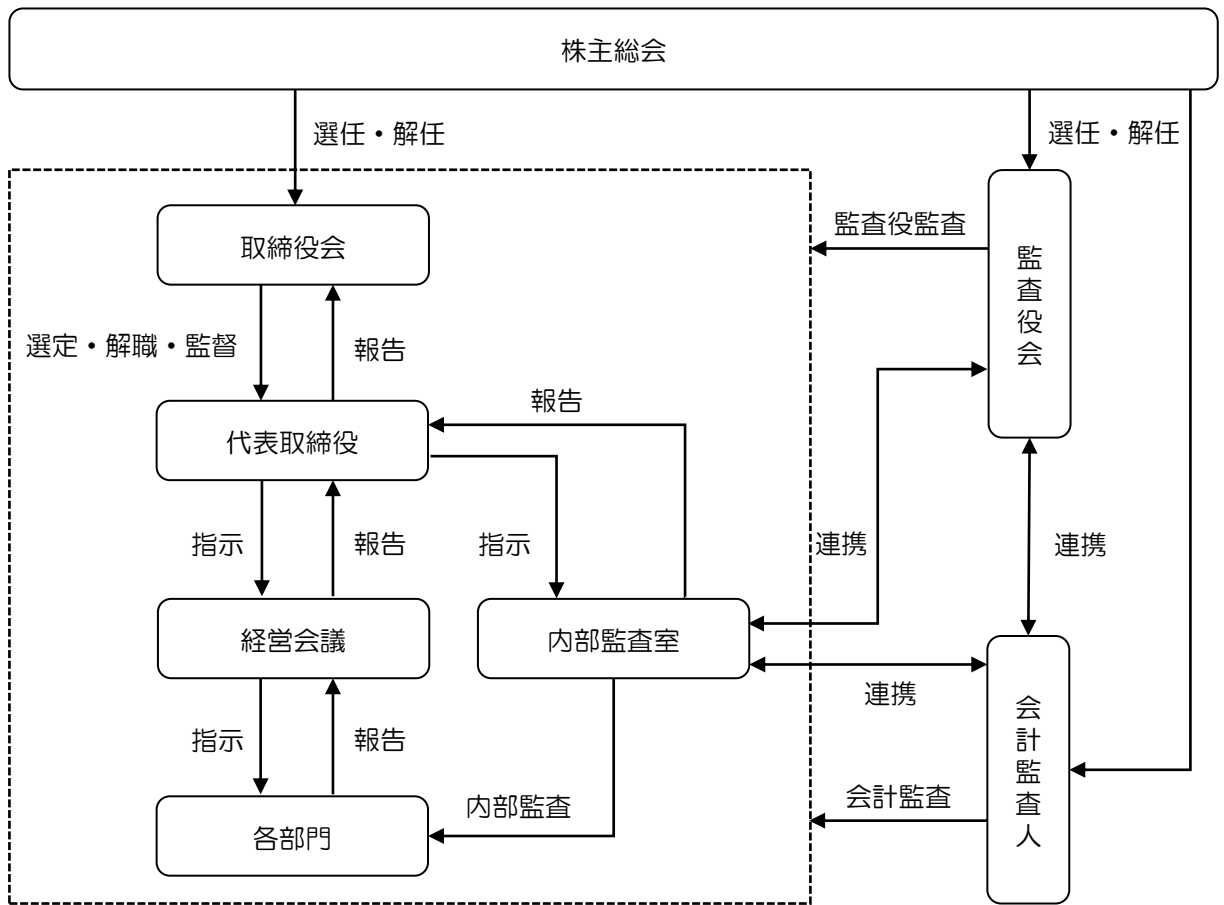 株主総会
選任・解任
選任・解任
取締役会
監査役監査
監査役会
選定・解職・監督
報告
報告
代表取締役
指示
報告
指示
連携
連携
経営会議
内部監査室
連携
指示
報告
会計監査人
内部監査
会計監査
各部門